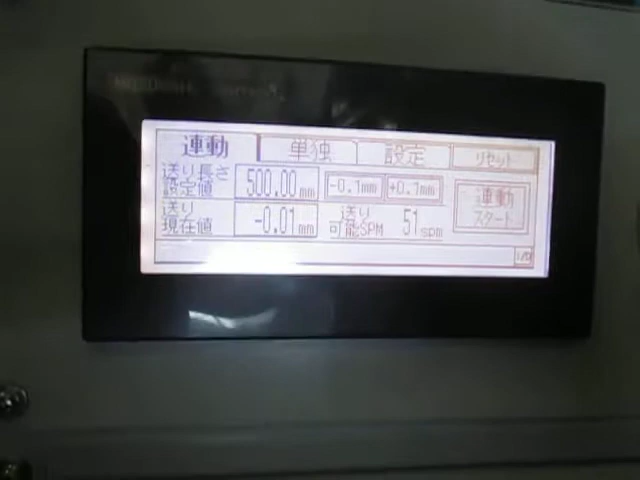 連動 単独 設定 リセット
送り長さ 設定値 500.00mm -0.1mm +0.1mm 連動 スタート
送り 現在値 -0.01mm 送り 可能SPM 51spm